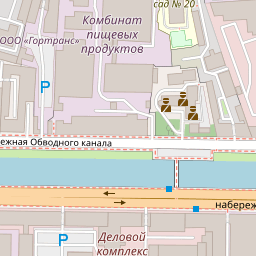 сад № 20
Комбинат
пищевых
продуктов
ООО «Гортранс»
P
ежная Обводного канала
набереж
P
Деловой
комплекс